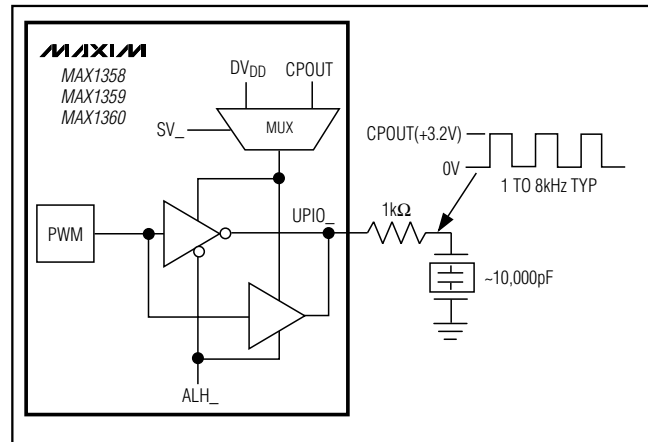 MAXIM
MAX1358
MAX1359
MAX1360
DVDD
CPOUT
SV_
MUX
CPOUT(+3.2V)
0V
1 TO 8kHz TYP
PWM
UPIO_
1kΩ
~10,000pF
ALH_